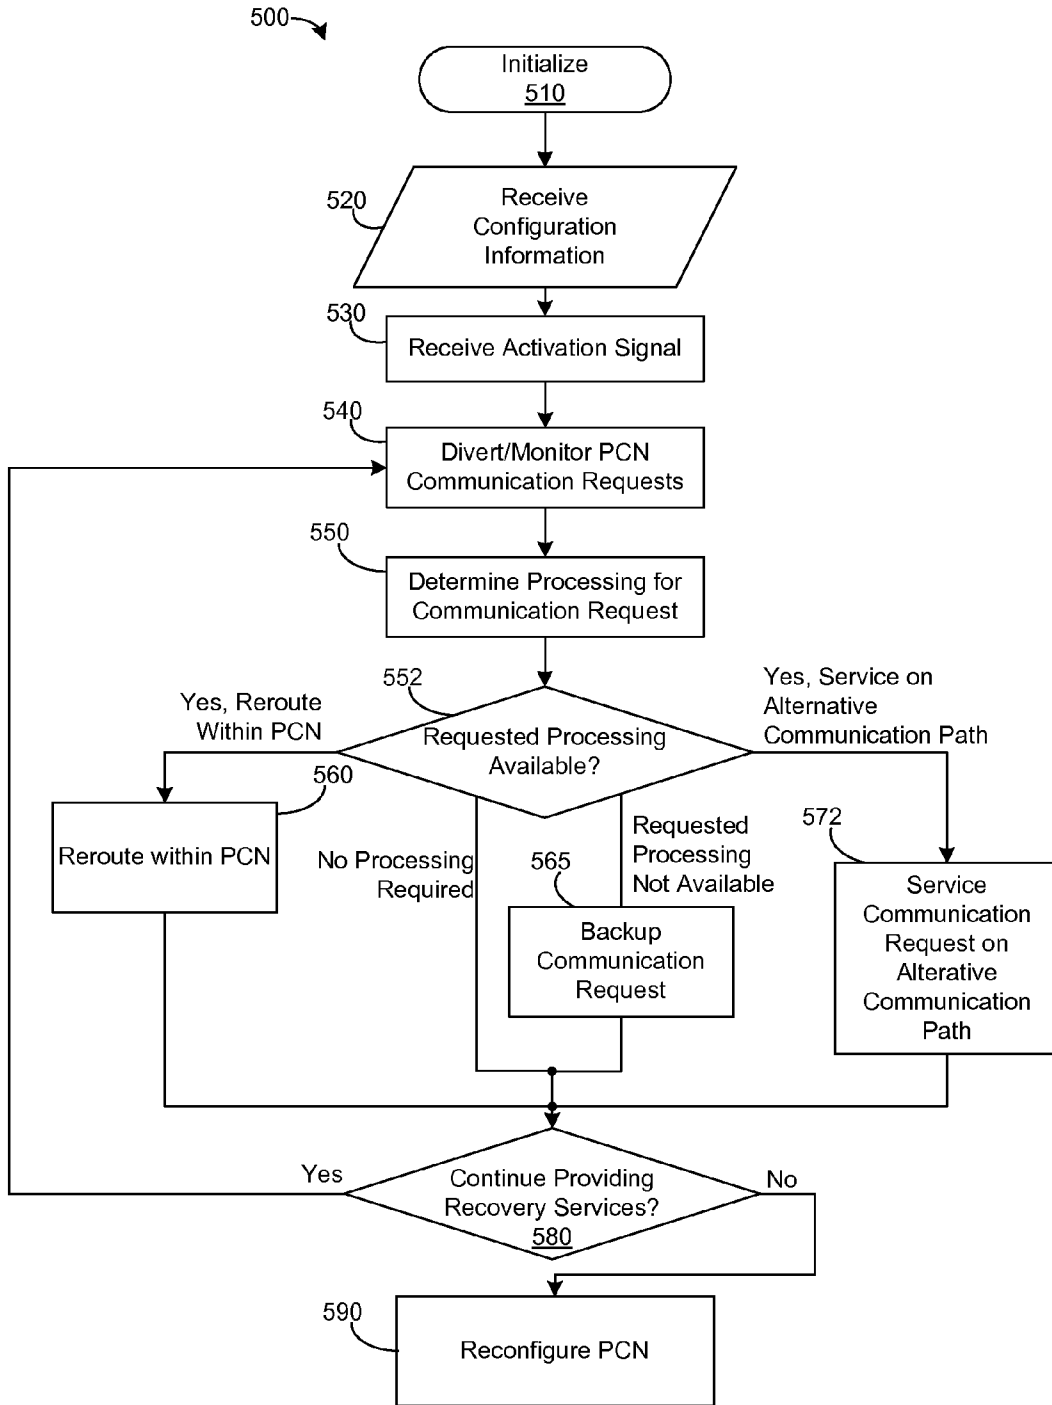 500
Initialize
510
520
Receive
Configuration
Information
530
Receive Activation Signal
540
Divert/Monitor PCN
Communication Requests
550
Determine Processing for
Communication Request
552
Yes, Reroute
Within PCN
Yes, Service on
Alternative
Communication Path
Requested Processing
Available?
560
Reroute within PCN
No Processing
Required
565
Requested
Processing
Not Available
Backup
Communication
Request
572
Service
Communication
Request on
Alterative
Communication
Path
Yes
Continue Providing
Recovery Services?
580
No
590
Reconfigure PCN